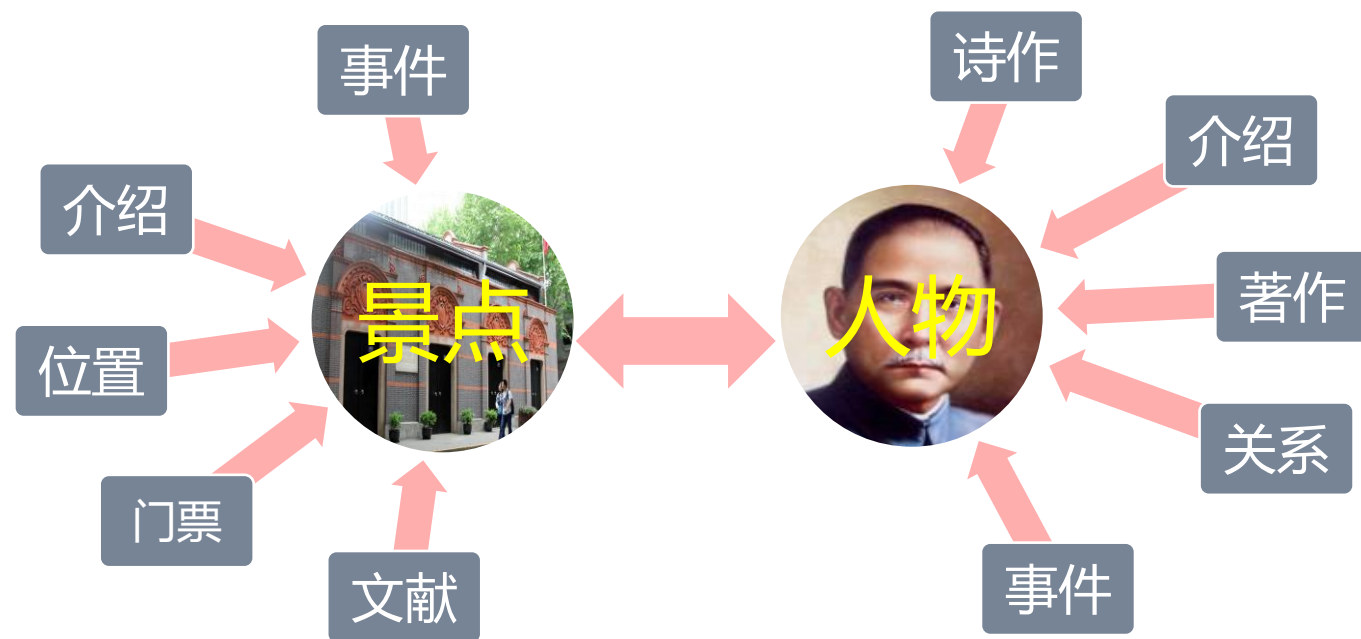 事件
诗作
介绍
介绍
景点
人物
著作
位置
关系
门票
文献
事件